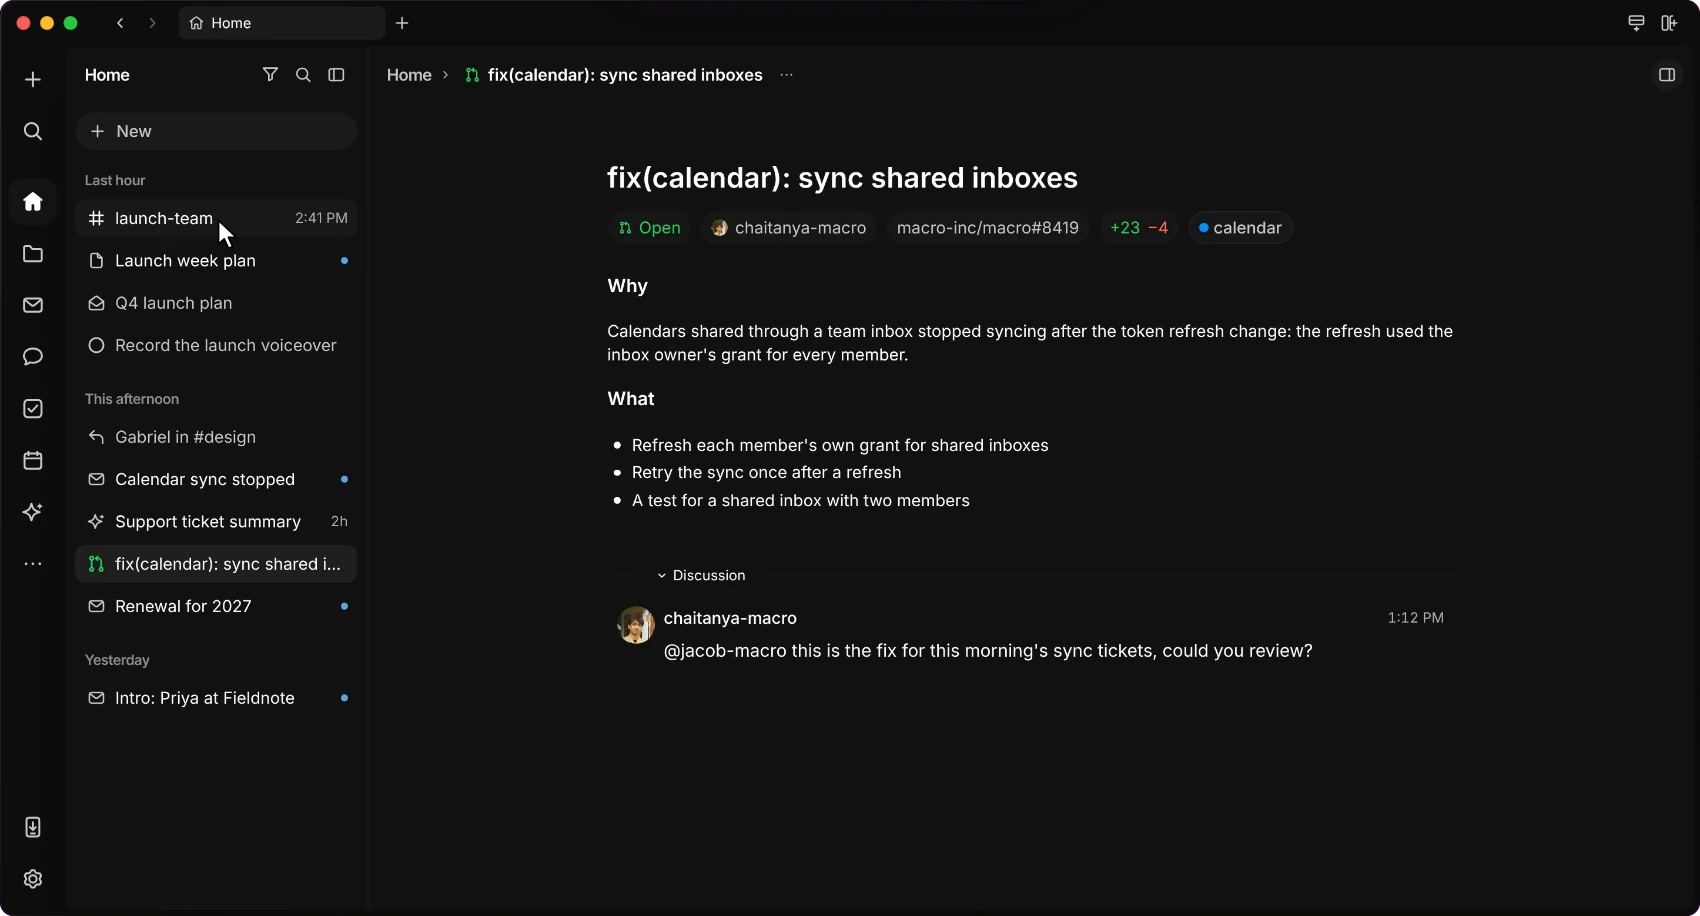 Home
Home
Home › fix(calendar): sync shared inboxes ...
New
Last hour
launch-team 2:41 PM
Launch week plan
Q4 launch plan
Record the launch voiceover
This afternoon
Gabriel in #design
Calendar sync stopped
Support ticket summary 2h
fix(calendar): sync shared i...
Renewal for 2027
Yesterday
Intro: Priya at Fieldnote
fix(calendar): sync shared inboxes
Open chaitanya-macro macro-inc/macro#8419 +23 −4 calendar
Why
Calendars shared through a team inbox stopped syncing after the token refresh change: the refresh used the
inbox owner's grant for every member.
What
• Refresh each member's own grant for shared inboxes
• Retry the sync once after a refresh
• A test for a shared inbox with two members
Discussion
chaitanya-macro 1:12 PM
@jacob-macro this is the fix for this morning's sync tickets, could you review?